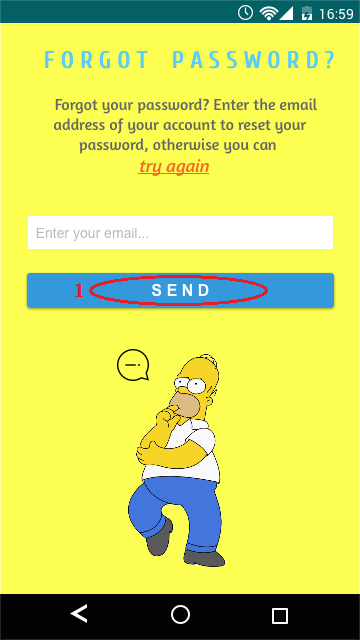 16:59
FORGOT PASSWORD?
Forgot your password? Enter the email
address of your account to reset your
password, otherwise you can
try again
Enter your email...
1 SEND